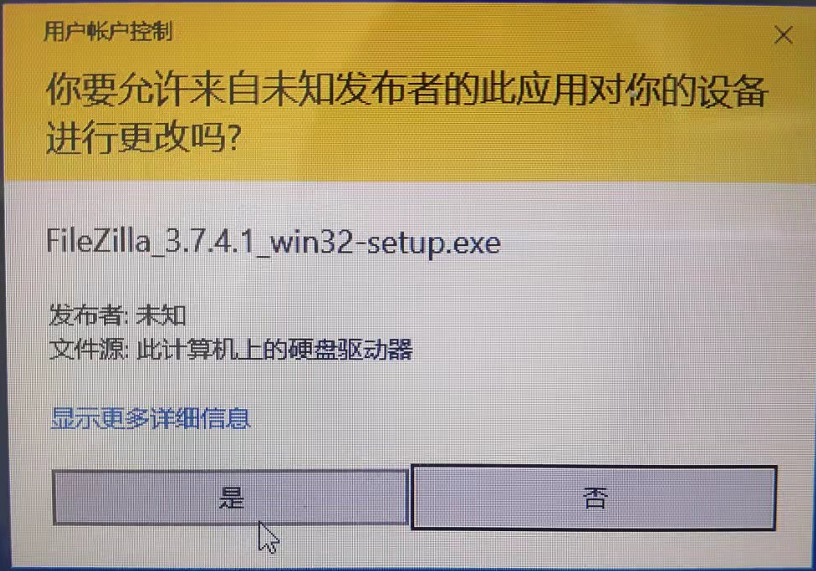 用户帐户控制
你要允许来自未知发布者的此应用对你的设备
进行更改吗?
FileZilla_3.7.4.1_win32-setup.exe
发布者: 未知
文件源: 此计算机上的硬盘驱动器
显示更多详细信息
是
否